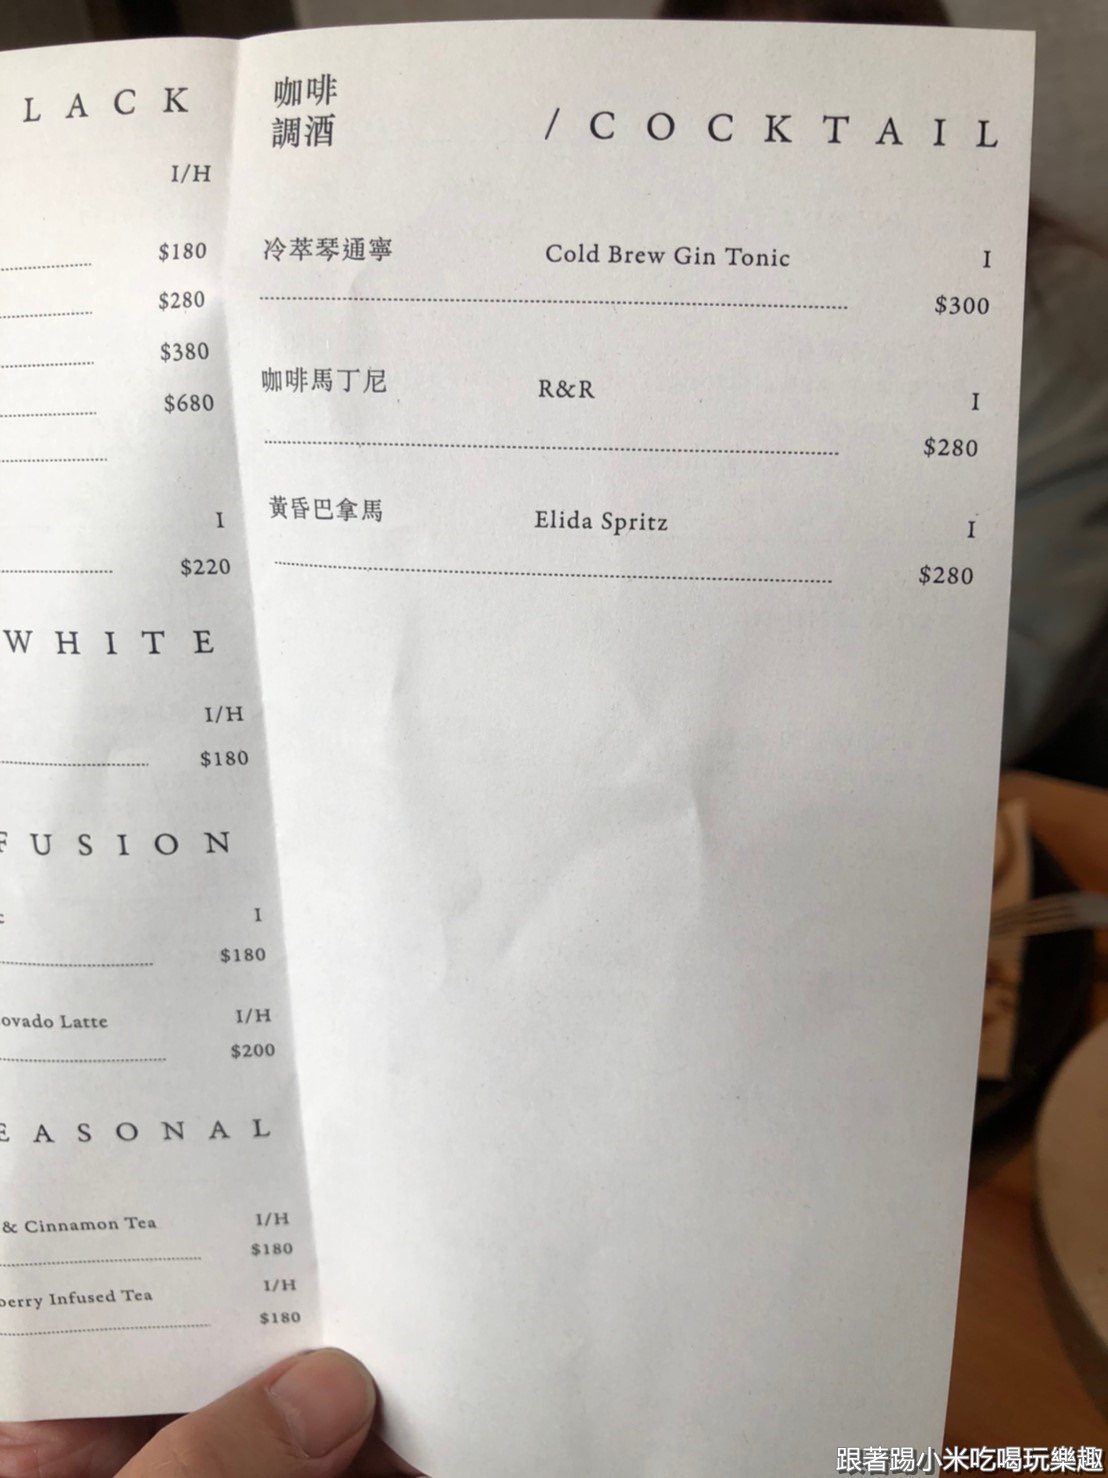 LACK
I/H
$180
$280
$380
$680
I
$220
WHITE
I/H
$180
FUSION
I
$180
ovado Latte
I/H
$200
EASONAL
& Cinnamon Tea
I/H
$180
berry Infused Tea
I/H
$180
咖啡
調酒
/COCKTAIL
冷萃琴通寧 Cold Brew Gin Tonic I
$300
咖啡馬丁尼 R&R I
$280
黃昏巴拿馬 Elida Spritz I
$280
跟著踢小米吃喝玩樂趣